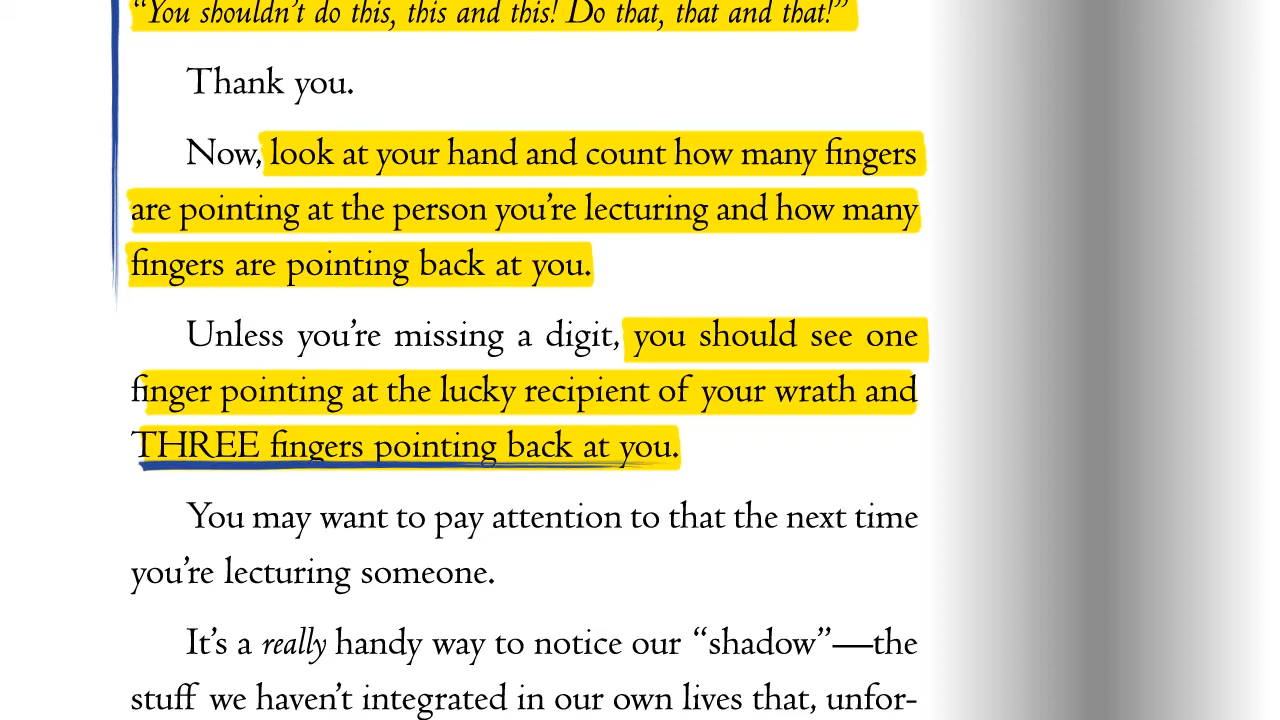 “You shouldn’t do this, this and this! Do that, that and that!”
Thank you.
Now, look at your hand and count how many fingers
are pointing at the person you’re lecturing and how many
fingers are pointing back at you.
Unless you’re missing a digit, you should see one
finger pointing at the lucky recipient of your wrath and
THREE fingers pointing back at you.
You may want to pay attention to that the next time
you’re lecturing someone.
It’s a really handy way to notice our “shadow”—the
stuff we haven’t integrated in our own lives that, unfor-